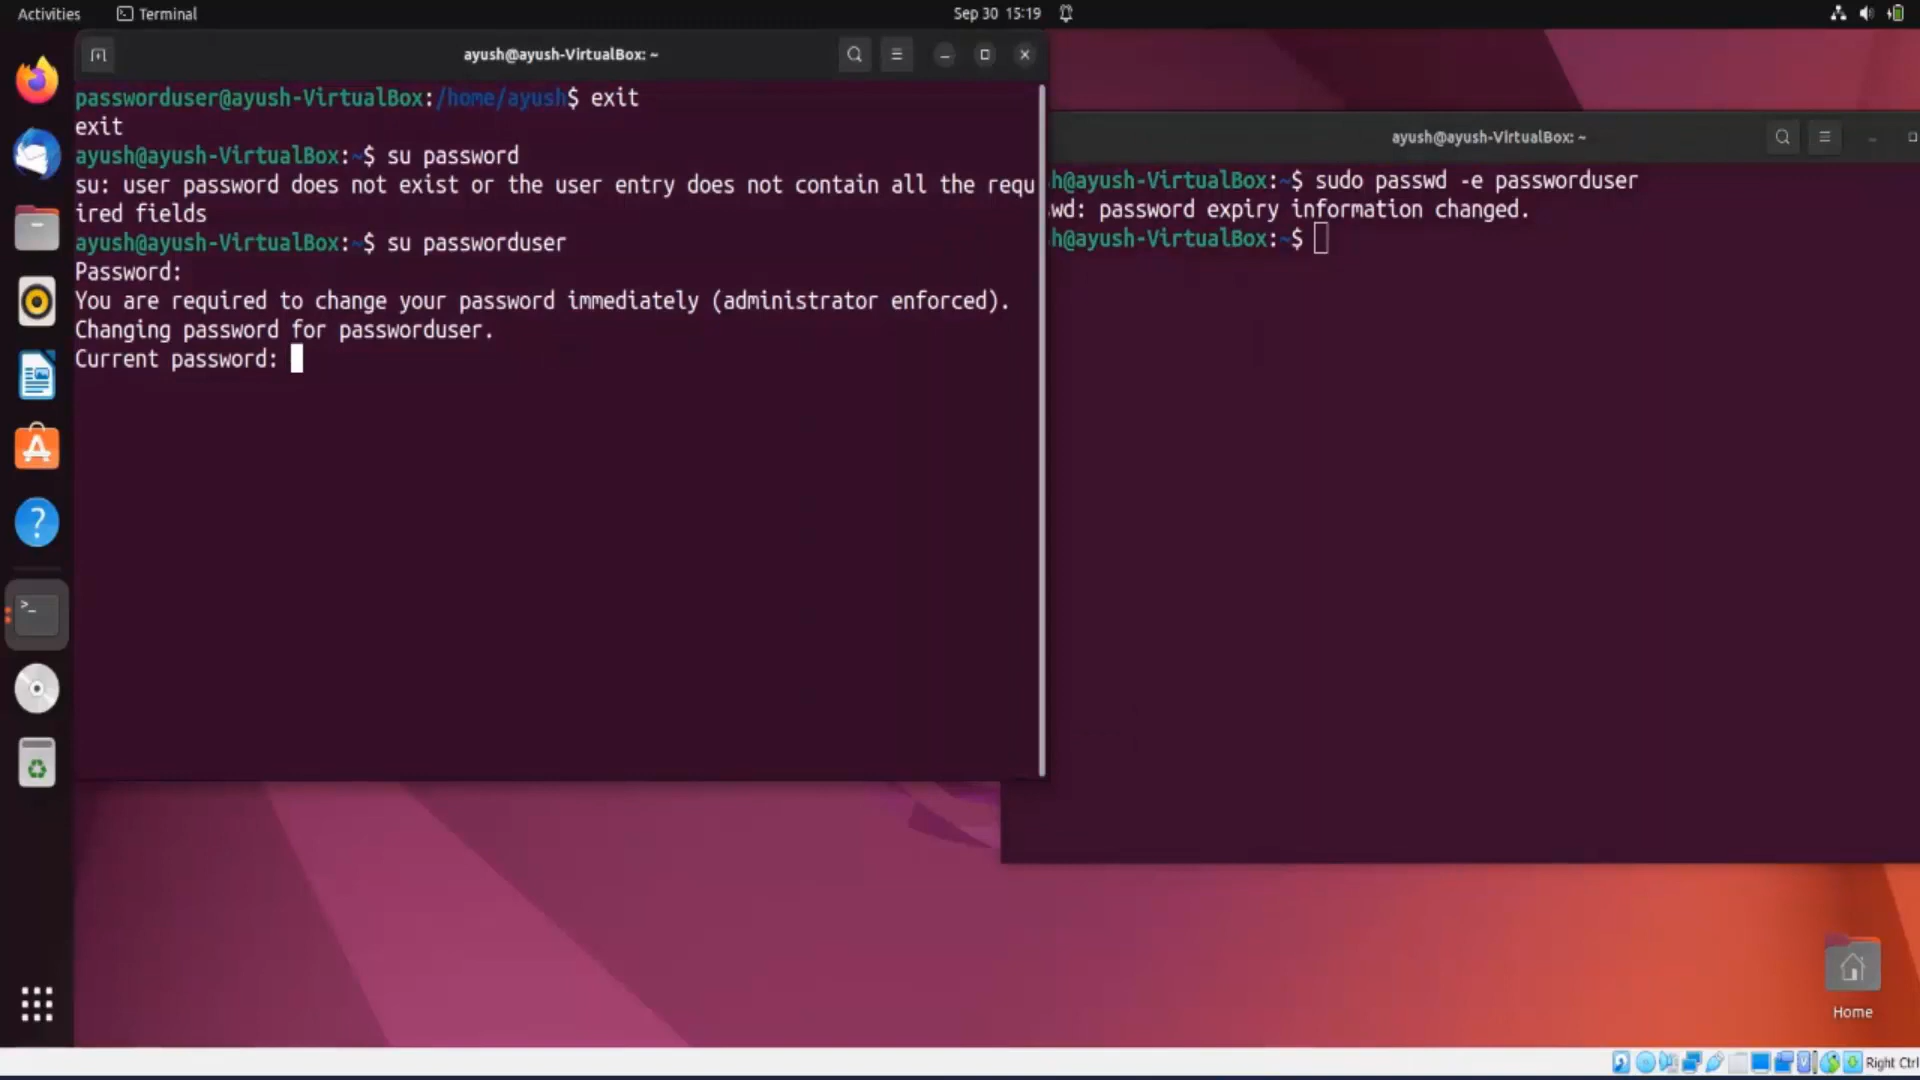 Activities
Terminal
Sep 30 15:19
ayush@ayush-VirtualBox: ~
passworduser@ayush-VirtualBox:/home/ayush$ exit
exit
ayush@ayush-VirtualBox:~$ su password
su: user password does not exist or the user entry does not contain all the requ
ired fields
ayush@ayush-VirtualBox:~$ su passworduser
Password:
You are required to change your password immediately (administrator enforced).
Changing password for passworduser.
Current password:
ayush@ayush-VirtualBox: ~
h@ayush-VirtualBox:~$ sudo passwd -e passworduser
wd: password expiry information changed.
h@ayush-VirtualBox:~$
Home
Right Ctrl